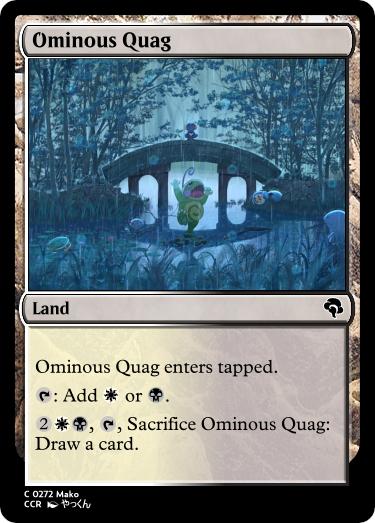 Ominous Quag
Land
Ominous Quag enters tapped.
: Add or .
2 , , Sacrifice Ominous Quag:
Draw a card.
C 0272 Mako
CCR やっくん